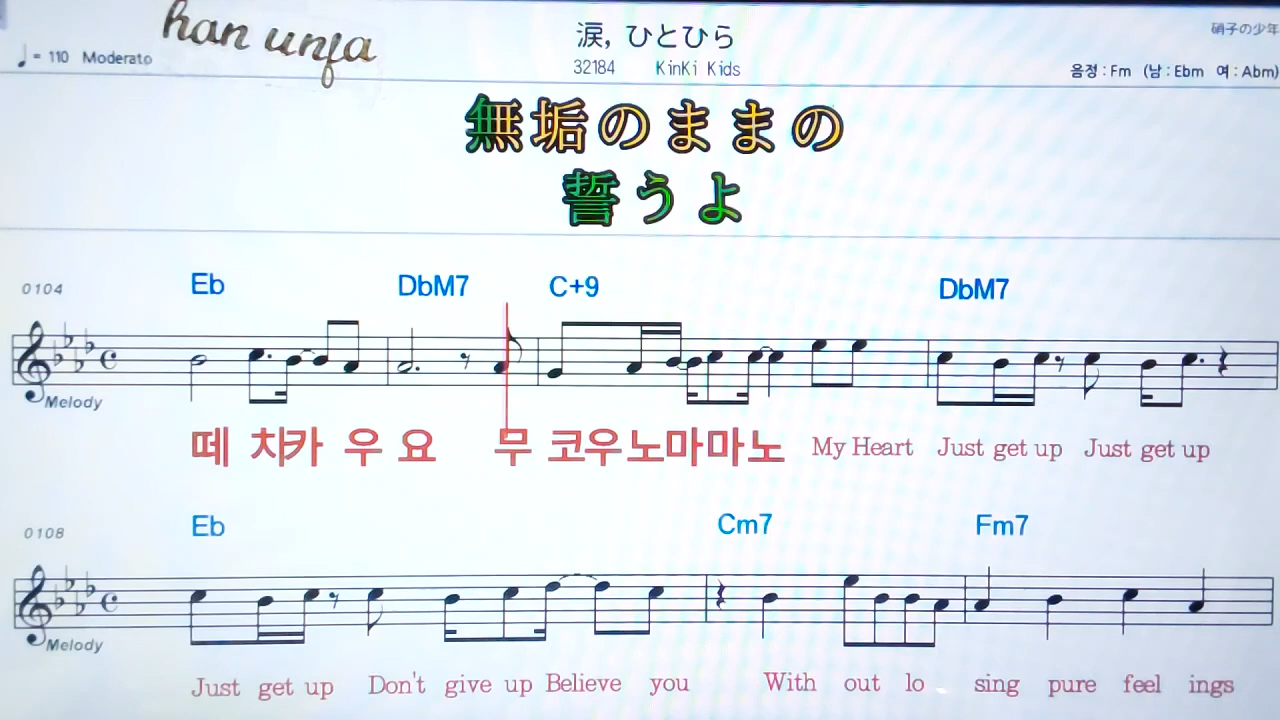 han unfa
涙, ひとひら
硝子の少年
♩= 110 Moderato
32184 KinKi Kids
음정 : Fm (남 : Ebm 여 : Abm)
無垢のままの
誓うよ
0104 Eb DbM7 C+9 DbM7
Melody
떼 차카 우 요 무 코우노마마노 My Heart Just get up Just get up
0108 Eb Cm7 Fm7
Melody
Just get up Don't give up Believe you With out lo sing pure feel ings